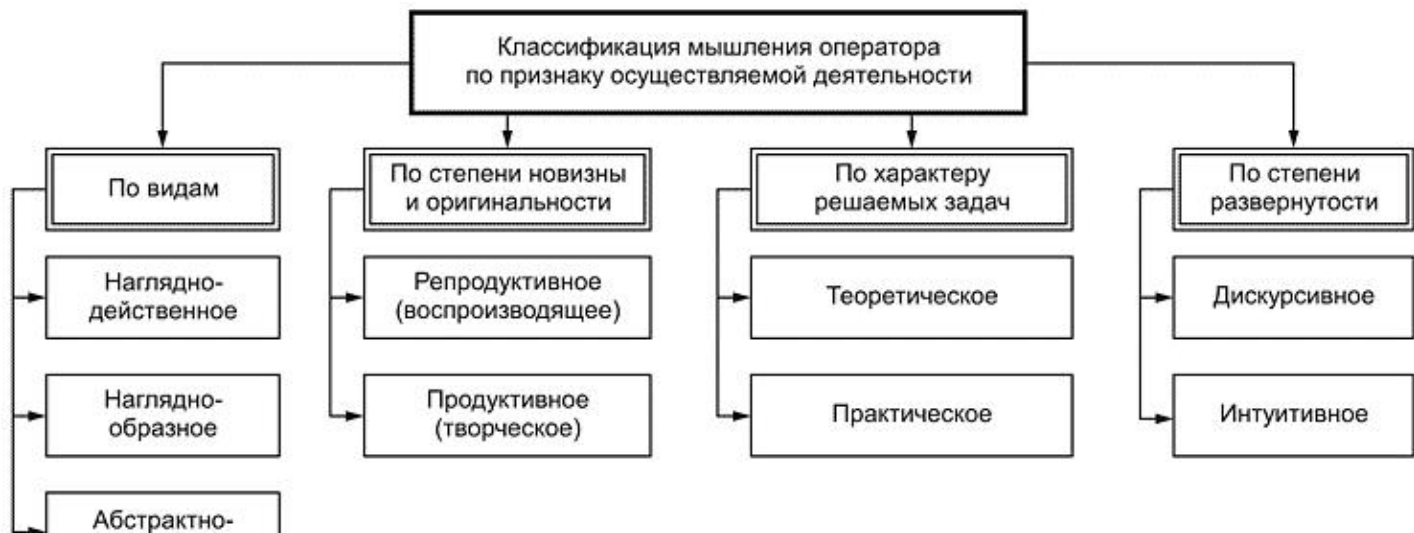 Классификация мышления оператора
по признаку осуществляемой деятельности
По видам
Наглядно-
действенное
Наглядно-
образное
Абстрактно-
По степени новизны
и оригинальности
Репродуктивное
(воспроизводящее)
Продуктивное
(творческое)
По характеру
решаемых задач
Теоретическое
Практическое
По степени
развернутости
Дискурсивное
Интуитивное